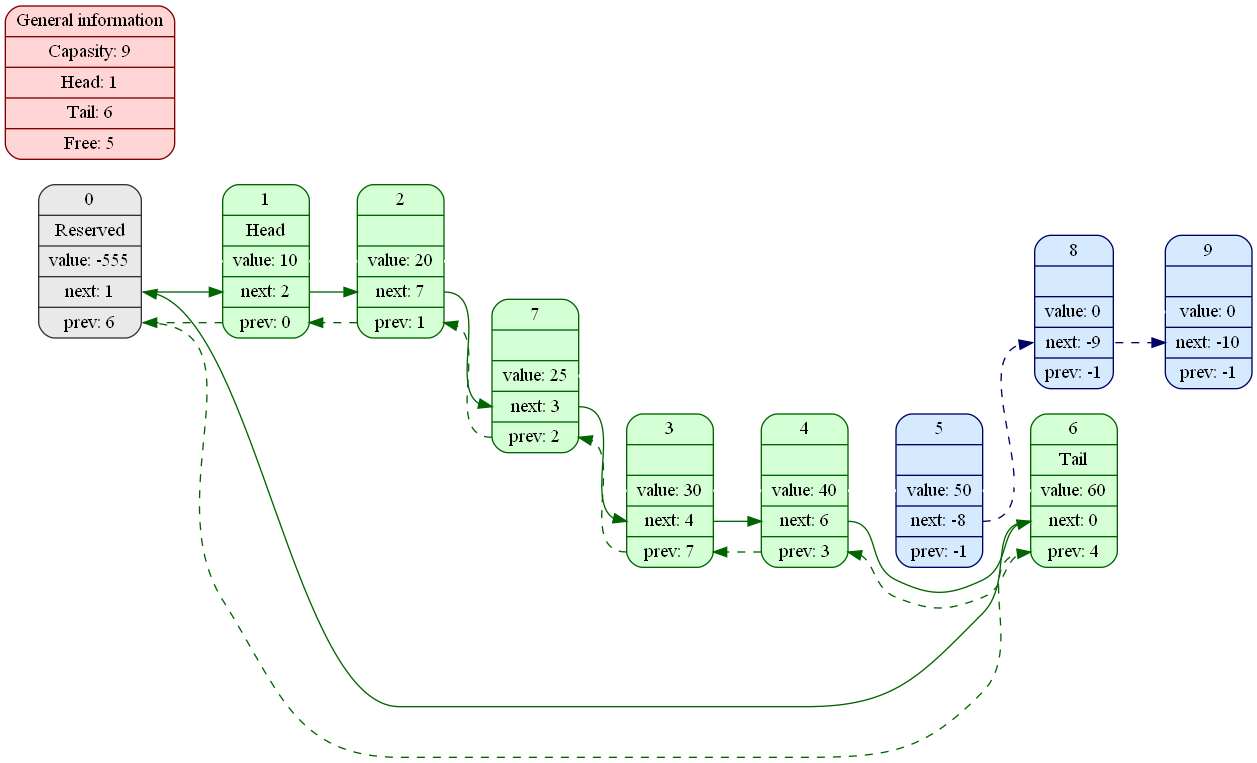 General information
Capasity: 9
Head: 1
Tail: 6
Free: 5
0
Reserved
value: -555
next: 1
prev: 6
1
Head
value: 10
next: 2
prev: 0
2
value: 20
next: 7
prev: 1
7
value: 25
next: 3
prev: 2
3
value: 30
next: 4
prev: 7
4
value: 40
next: 6
prev: 3
5
value: 50
next: -8
prev: -1
6
Tail
value: 60
next: 0
prev: 4
8
value: 0
next: -9
prev: -1
9
value: 0
next: -10
prev: -1